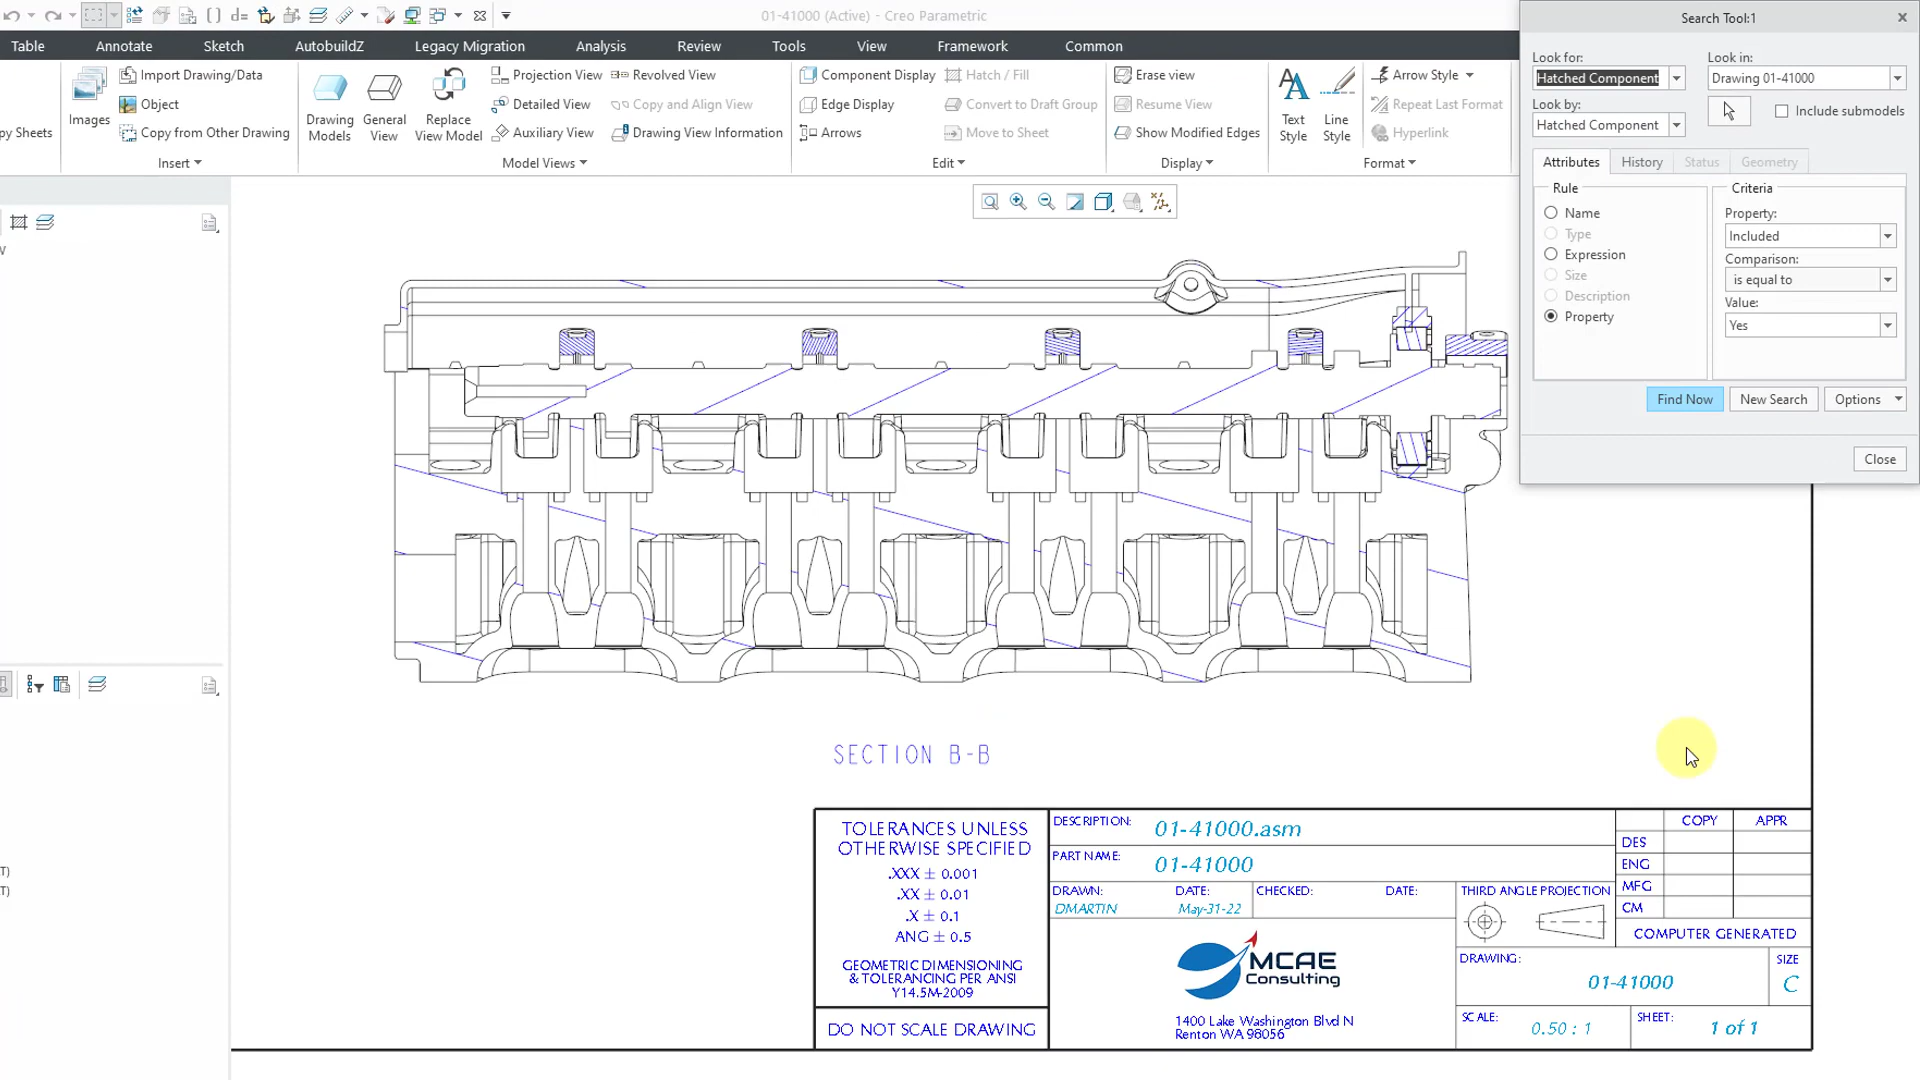 01-41000 (Active) - Creo Parametric
Table
Annotate
Sketch
AutobuildZ
Legacy Migration
Analysis
Review
Tools
View
Framework
Common
py Sheets
Images
Import Drawing/Data
Object
Copy from Other Drawing
Insert
Drawing
Models
General
View
Replace
View Model
Projection View
Detailed View
Auxiliary View
Revolved View
Copy and Align View
Drawing View Information
Model Views
Component Display
Edge Display
Arrows
Hatch / Fill
Convert to Draft Group
Move to Sheet
Edit
Erase view
Resume View
Show Modified Edges
Display
Text
Style
Line
Style
Arrow Style
Repeat Last Format
Hyperlink
Format
Search Tool:1
Look for:
Hatched Component
Look by:
Hatched Component
Look in:
Drawing 01-41000
Include submodels
Attributes
History
Status
Geometry
Rule
Name
Type
Expression
Size
Description
Property
Criteria
Property:
Included
Comparison:
is equal to
Value:
Yes
Find Now
New Search
Options
Close
T)
T)
SECTION B-B
TOLERANCES UNLESS
OTHERWISE SPECIFIED
.XXX ± 0.001
.XX ± 0.01
.X ± 0.1
ANG ± 0.5
GEOMETRIC DIMENSIONING
& TOLERANCING PER ANSI
Y14.5M-2009
DO NOT SCALE DRAWING
DESCRIPTION:
01-41000.asm
PART NAME:
01-41000
DRAWN:
DMARTIN
DATE:
May-31-22
CHECKED:
DATE:
THIRD ANGLE PROJECTION
COPY
APPR
DES
ENG
MFG
CM
COMPUTER GENERATED
MCAE
Consulting
1400 Lake Washington Blvd N
Renton WA 98056
DRAWING:
01-41000
SIZE
C
SCALE:
0.50 : 1
SHEET:
1 of 1